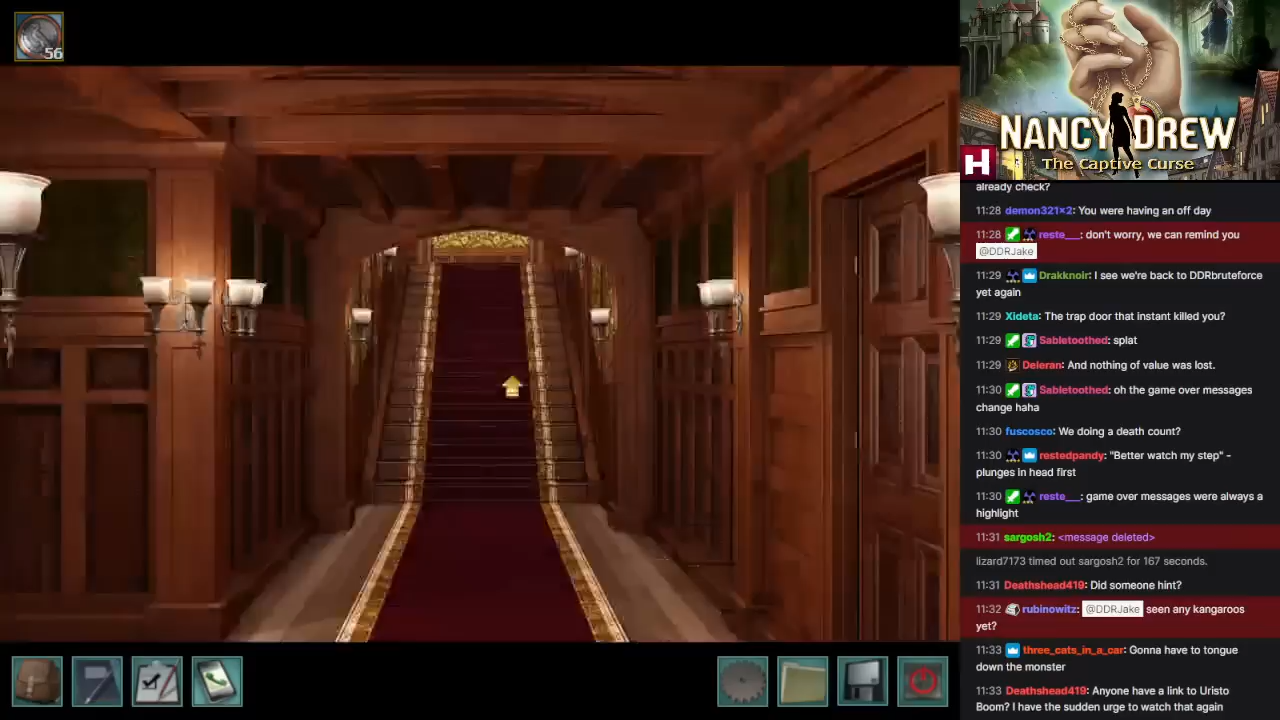 56
NANCY DREW
The Captive Curse
H
already check?
11:28 demon321×2: You were having an off day
11:28 reste___: don't worry, we can remind you
@DDRJake
11:29 Drakknoir: I see we're back to DDRbruteforce
yet again
11:29 Xideta: The trap door that instant killed you?
11:29 Sabletoothed: splat
11:29 Deleran: And nothing of value was lost.
11:30 Sabletoothed: oh the game over messages
change haha
11:30 fuscosco: We doing a death count?
11:30 restedpandy: "Better watch my step" -
plunges in head first
11:30 reste___: game over messages were always a
highlight
11:31 sargosh2: <message deleted>
lizard7173 timed out sargosh2 for 167 seconds.
11:31 Deathshead419: Did someone hint?
11:32 rubinowitz: @DDRJake seen any kangaroos
yet?
11:33 three_cats_in_a_car: Gonna have to tongue
down the monster
11:33 Deathshead419: Anyone have a link to Uristo
Boom? I have the sudden urge to watch that again